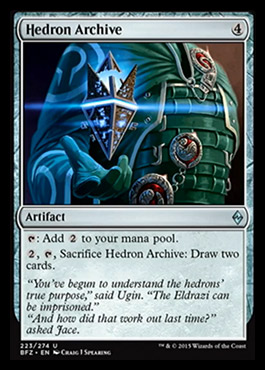 Hedron Archive 4
Artifact
: Add 2 to your mana pool.
2, , Sacrifice Hedron Archive: Draw two
cards.
"You've begun to understand the hedrons'
true purpose," said Ugin. "The Eldrazi can
be imprisoned."
"And how did that work out last time?"
asked Jace.
223/274 U
BFZ • EN Craig J Spearing
™ & © 2015 Wizards of the Coast